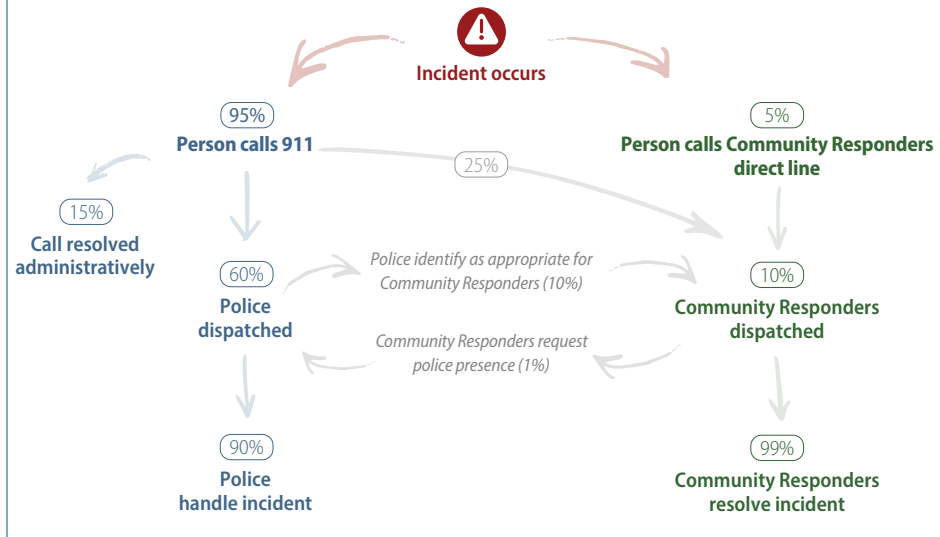 Incident occurs
95%
Person calls 911
5%
Person calls Community Responders
direct line
25%
15%
Call resolved
administratively
60%
Police
dispatched
Police identify as appropriate for
Community Responders (10%)
10%
Community Responders
dispatched
Community Responders request
police presence (1%)
90%
Police
handle incident
99%
Community Responders
resolve incident